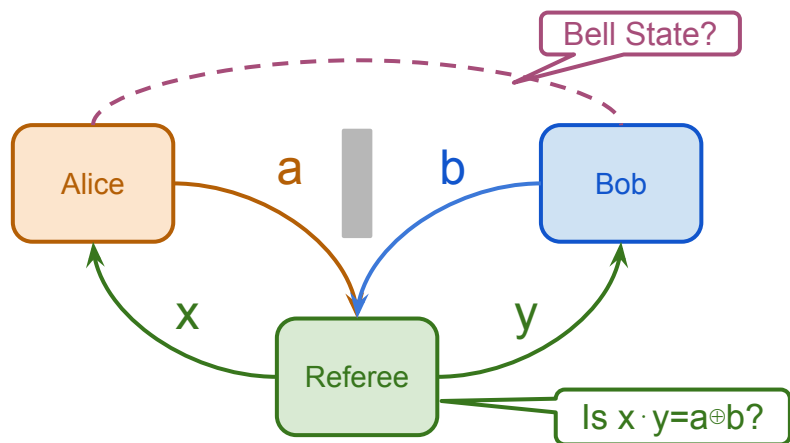 Bell State?
Alice
a
b
Bob
x
y
Referee
Is x · y=a⊕b?